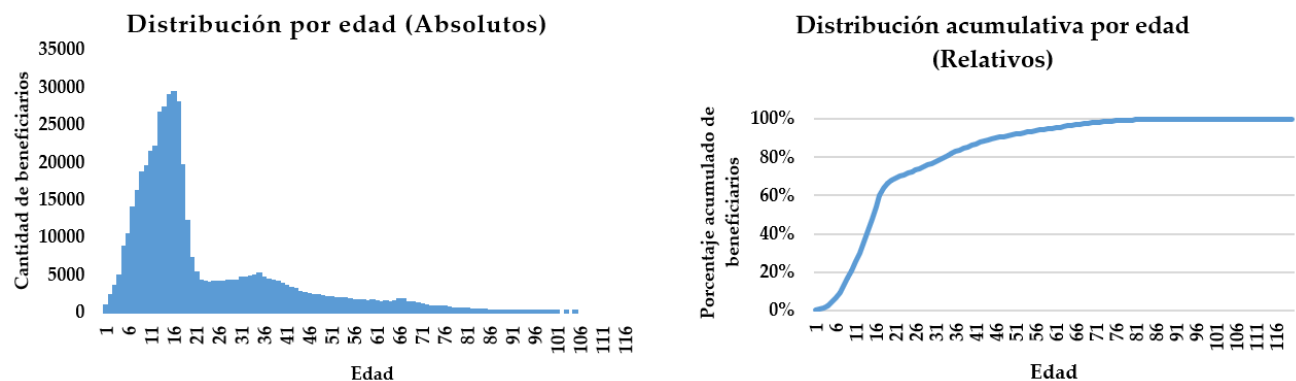 Distribución por edad (Absolutos)
Cantidad de beneficiarios
35000
30000
25000
20000
15000
10000
5000
0
1 6 11 16 21 26 31 36 41 46 51 56 61 66 71 76 81 86 91 96 101 106 111 116
Edad
Distribución acumulativa por edad
(Relativos)
Porcentaje acumulado de
beneficiarios
100%
80%
60%
40%
20%
0%
1 6 11 16 21 26 31 36 41 46 51 56 61 66 71 76 81 86 91 96 101 106 111 116
Edad